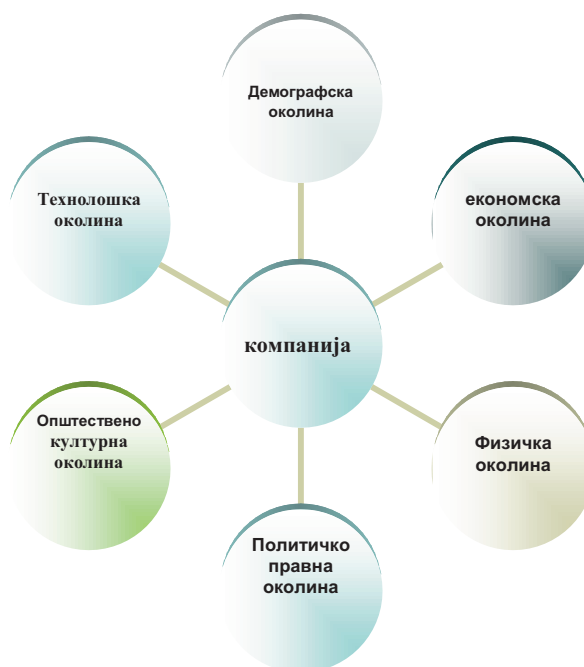 Демографска
околина
Технолошка
околина
економска
околина
компанија
Општествено
културна
околина
Физичка
околина
Политичко
правна
околина